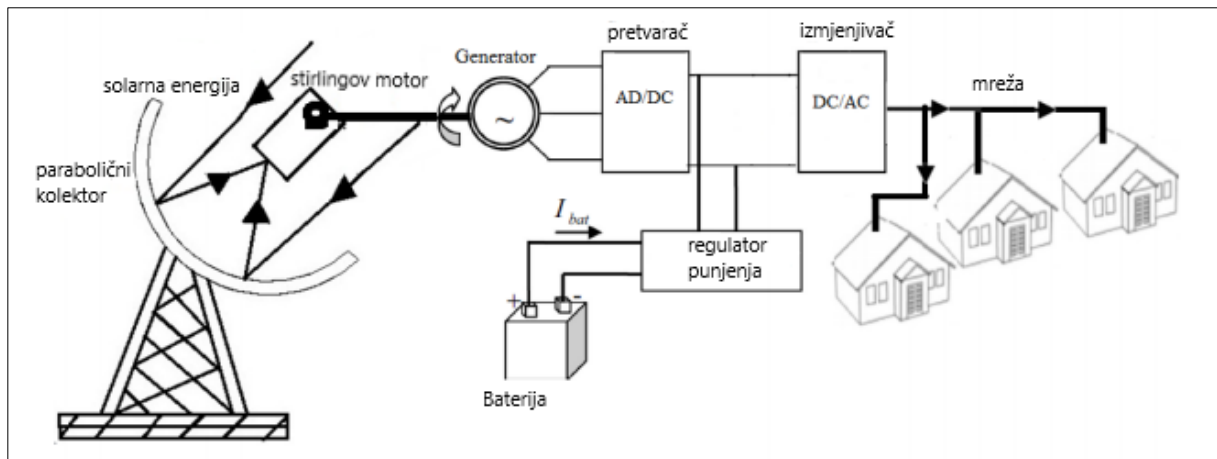 solarna energija
stirlingov motor
Generator
pretvarač
izmjenjivač
~
AD/DC
DC/AC
mreža
parabolični
kolektor
I bat
regulator
punjenja
+ -
Baterija